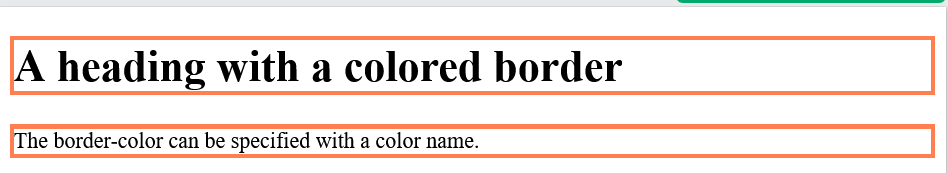 A heading with a colored border
The border-color can be specified with a color name.